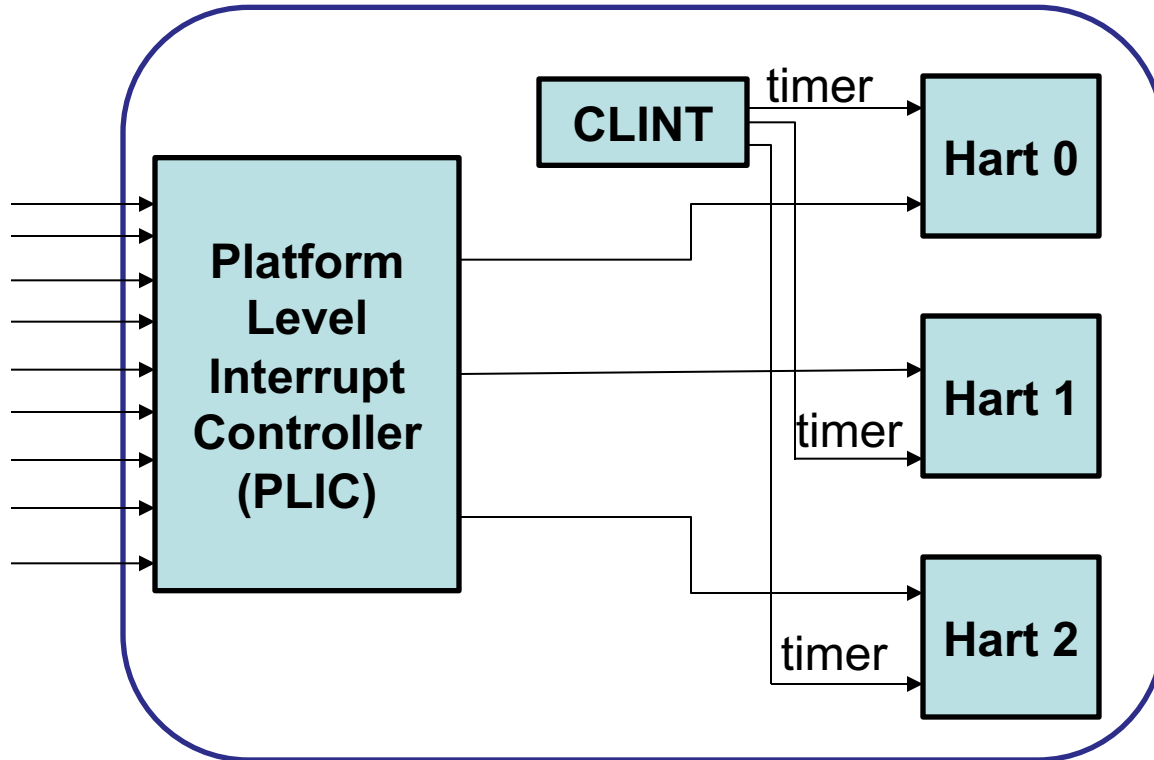 timer
CLINT
Hart 0
Platform
Level
Interrupt
Controller
(PLIC)
Hart 1
timer
Hart 2
timer